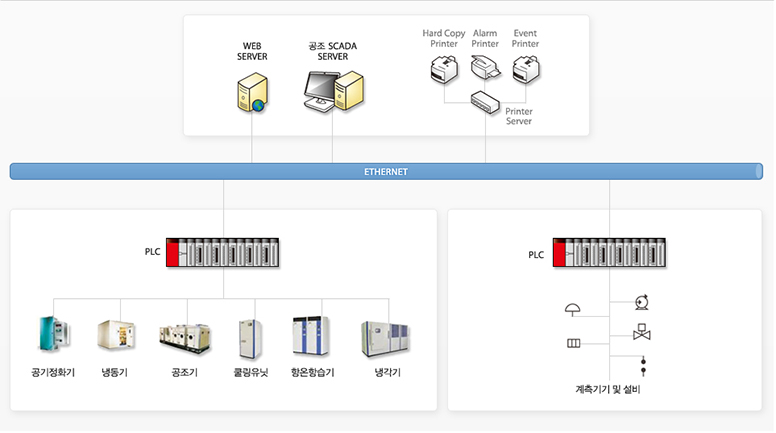 WEB
SERVER
공조 SCADA
SERVER
Hard Copy
Printer
Alarm
Printer
Event
Printer
Printer
Server
ETHERNET
PLC
공기정화기
냉동기
공조기
쿨링유닛
항온항습기
냉각기
PLC
계측기기 및 설비